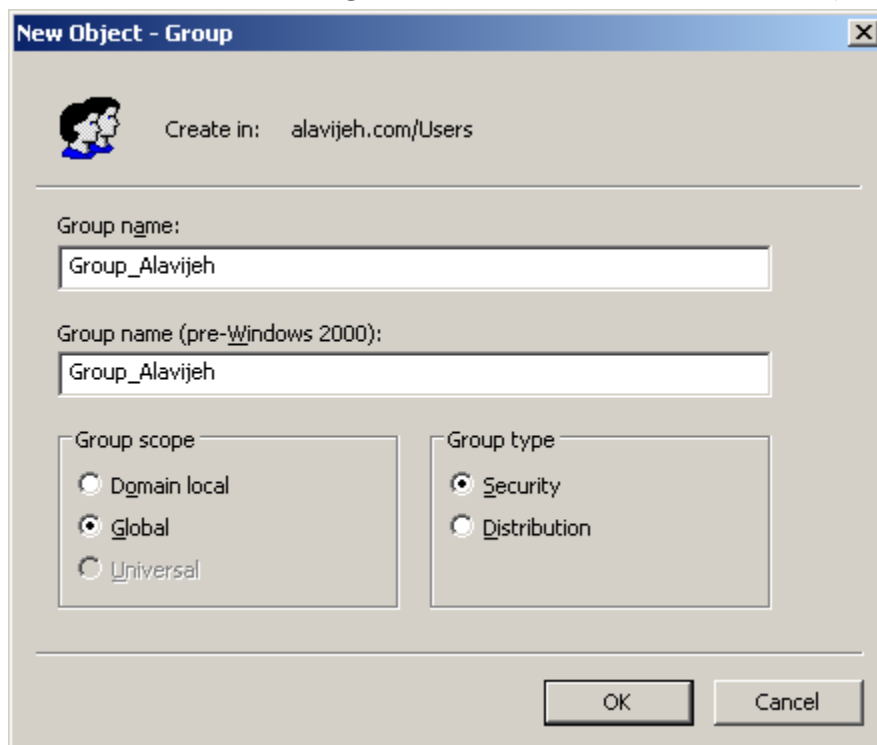 New Object - Group
Create in: alavijeh.com/Users
Group name:
Group_Alavijeh
Group name (pre-Windows 2000):
Group_Alavijeh
Group scope
Domain local
Global
Universal
Group type
Security
Distribution
OK Cancel